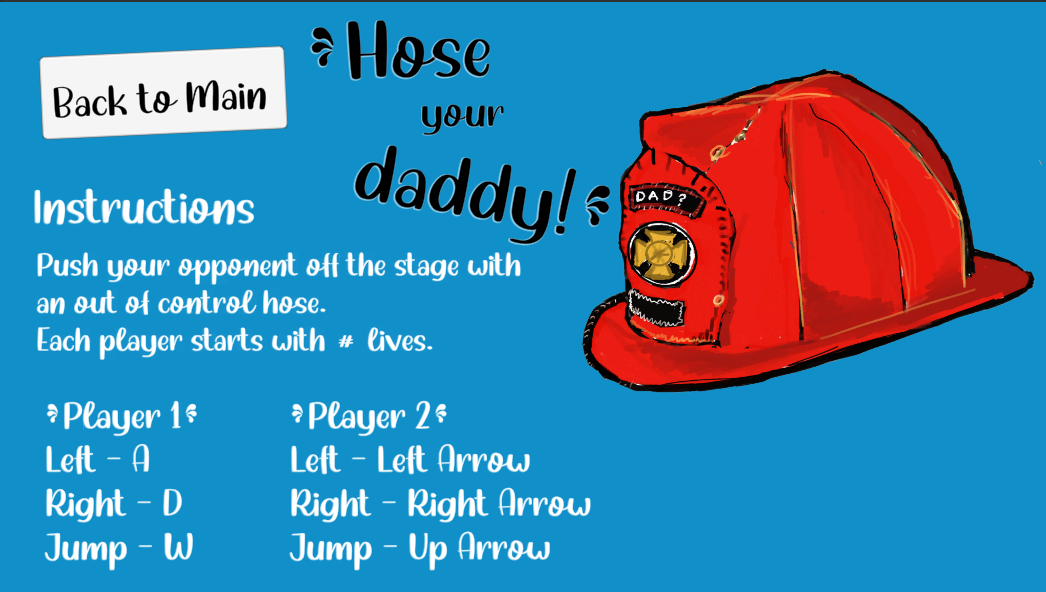 Back to Main
Hose
your
daddy!
DAD?
Instructions
Push your opponent off the stage with
an out of control hose.
Each player starts with # lives.
Player 1
Left - A
Right - D
Jump - W
Player 2
Left - Left Arrow
Right - Right Arrow
Jump - Up Arrow